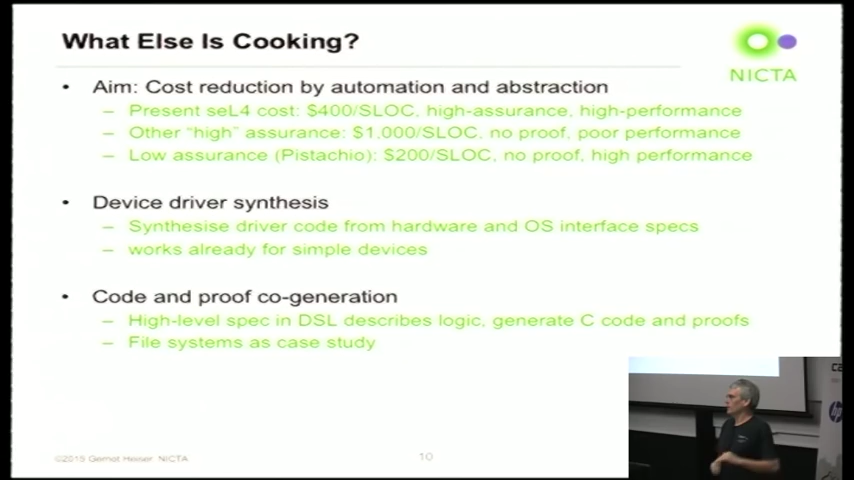 What Else Is Cooking?
NICTA
• Aim: Cost reduction by automation and abstraction
– Present seL4 cost: $400/SLOC, high-assurance, high-performance
– Other "high" assurance: $1,000/SLOC, no proof, poor performance
– Low assurance (Pistachio): $200/SLOC, no proof, high performance
• Device driver synthesis
– Synthesise driver code from hardware and OS interface specs
– works already for simple devices
• Code and proof co-generation
– High-level spec in DSL describes logic, generate C code and proofs
– File systems as case study
©2015 Gernot Heiser, NICTA
10
hp